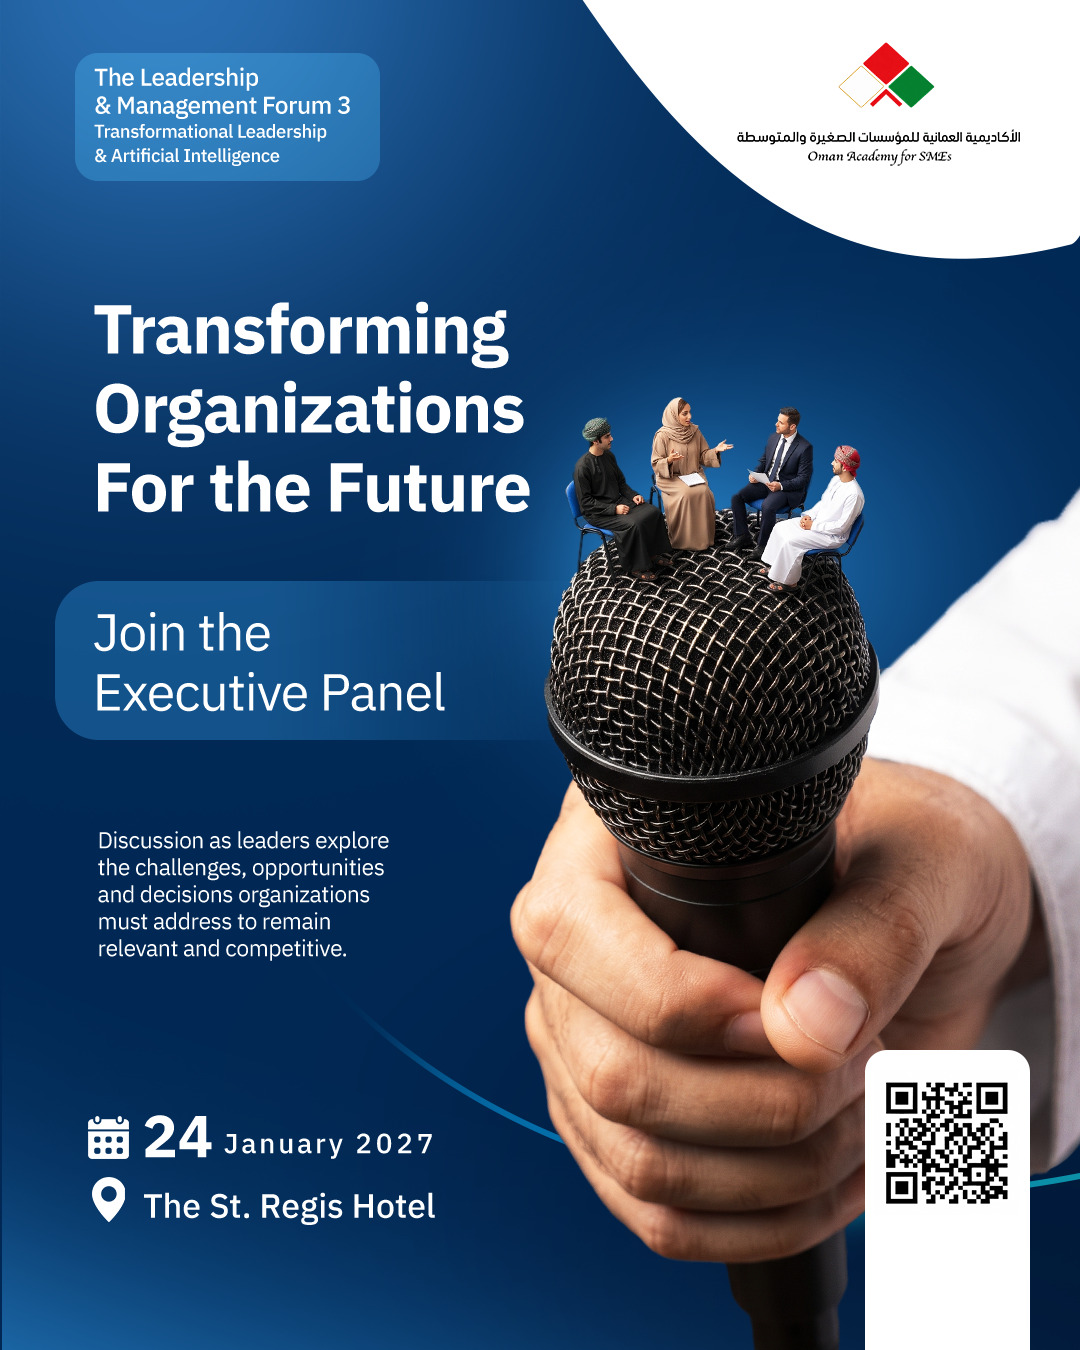 The Leadership
& Management Forum 3
Transformational Leadership
& Artificial Intelligence
الأكاديمية العمانية للمؤسسات الصغيرة والمتوسطة
Oman Academy for SMEs
Transforming
Organizations
For the Future
Join the
Executive Panel
Discussion as leaders explore
the challenges, opportunities
and decisions organizations
must address to remain
relevant and competitive.
24 January 2027
The St. Regis Hotel